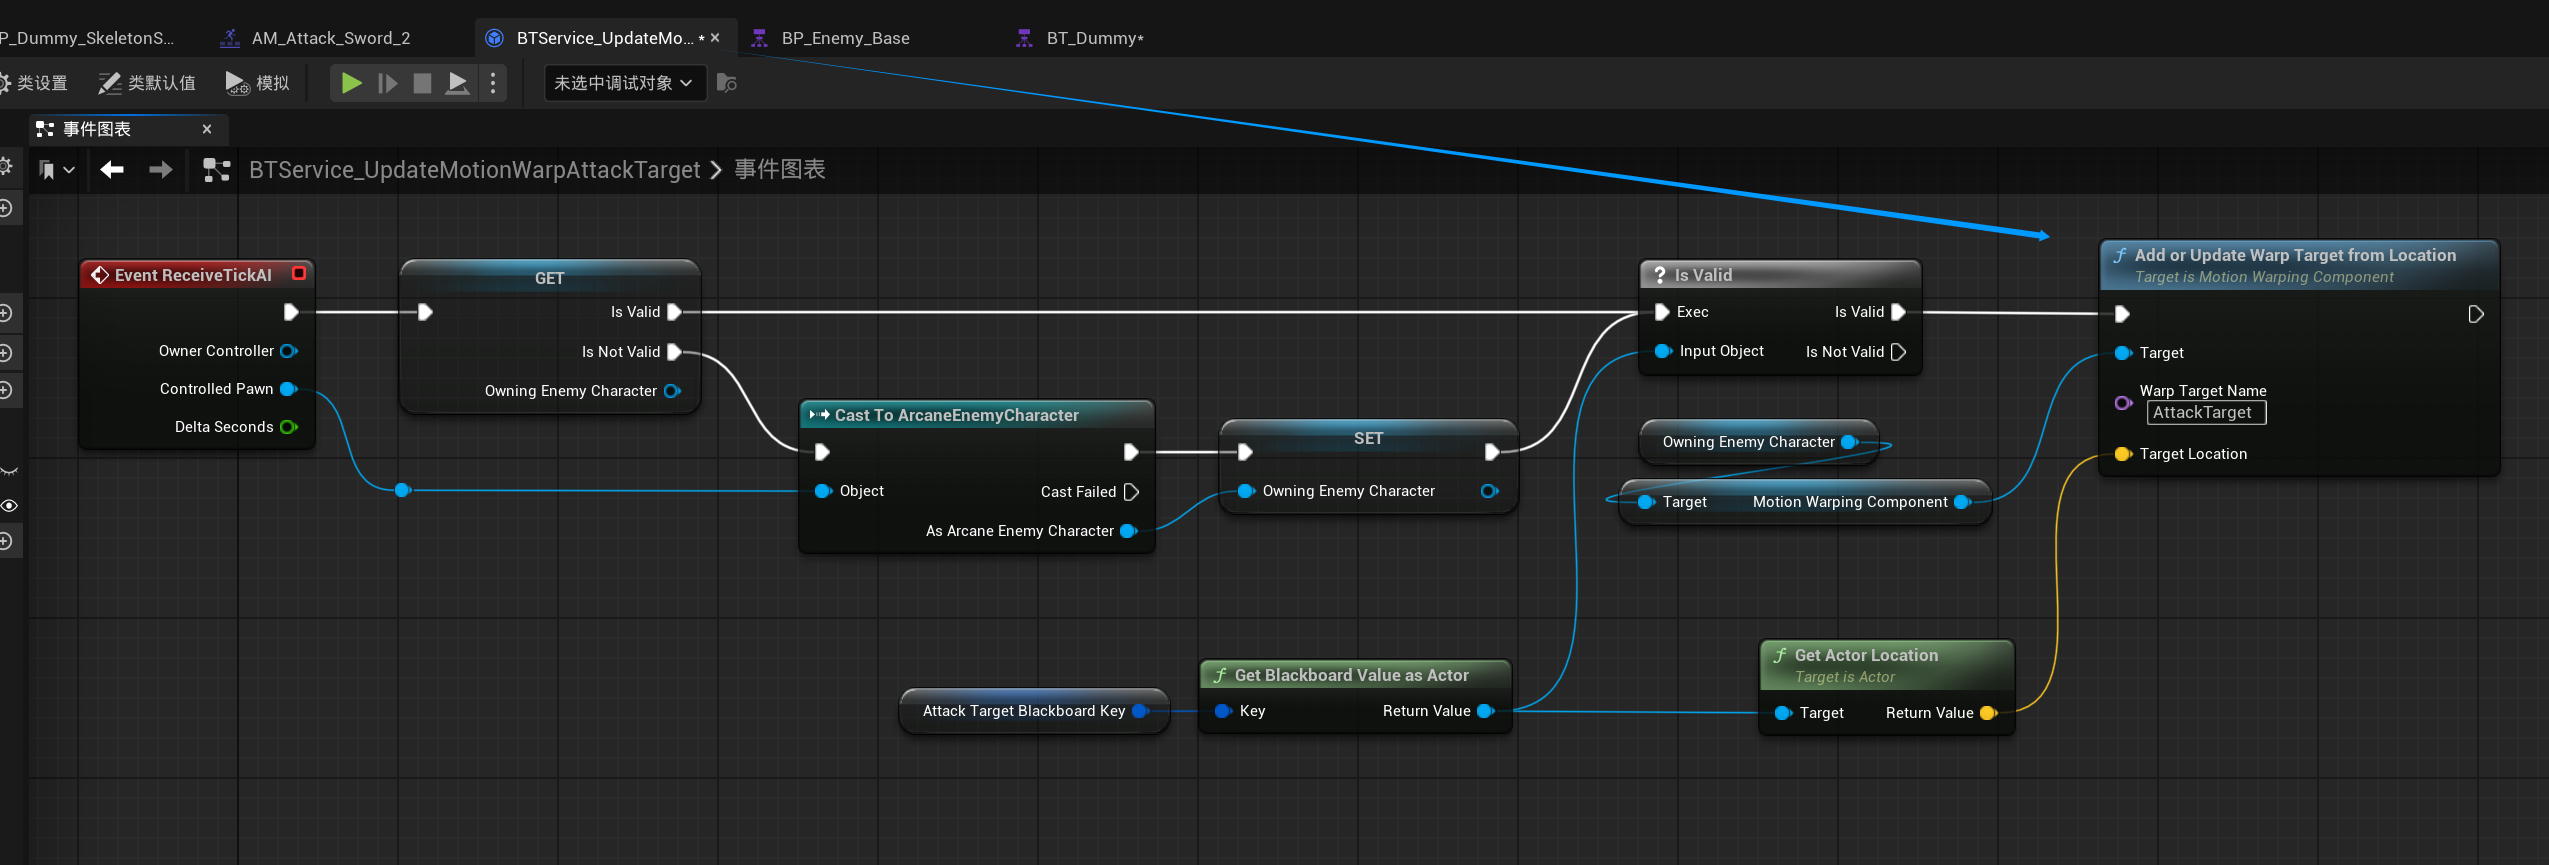 P_Dummy_SkeletonS...
AM_Attack_Sword_2
BTService_UpdateMo... *
BP_Enemy_Base
BT_Dummy*
类设置
类默认值
模拟
未选中调试对象
事件图表
BTService_UpdateMotionWarpAttackTarget > 事件图表
Event ReceiveTickAI
Owner Controller
Controlled Pawn
Delta Seconds
GET
Is Valid
Is Not Valid
Owning Enemy Character
Cast To ArcaneEnemyCharacter
Object
Cast Failed
As Arcane Enemy Character
SET
Owning Enemy Character
? Is Valid
Exec
Is Valid
Input Object
Is Not Valid
Owning Enemy Character
Target
Motion Warping Component
f Add or Update Warp Target from Location
Target is Motion Warping Component
Target
Warp Target Name
AttackTarget
Target Location
Attack Target Blackboard Key
f Get Blackboard Value as Actor
Key
Return Value
f Get Actor Location
Target is Actor
Target
Return Value